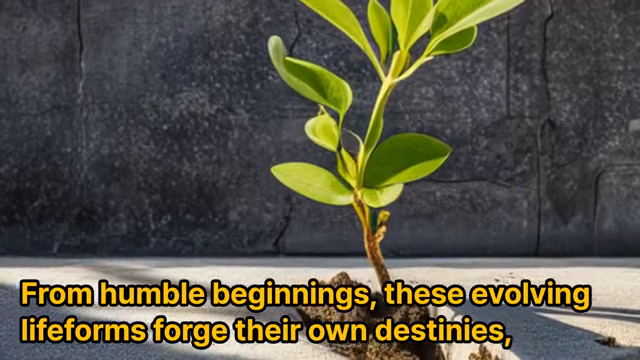 From humble beginnings, these evolving
lifeforms forge their own destinies,